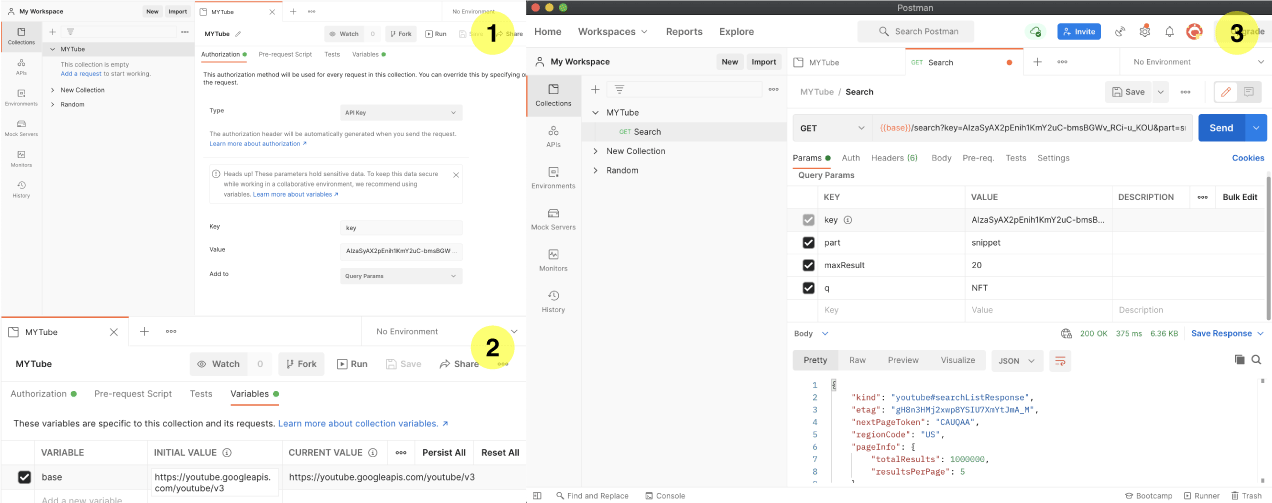 My Workspace
New
Import
Collections
APIs
Environments
Mock Servers
Monitors
History
MYTube
This collection is empty
Add a request to start working.
New Collection
Random
MYTube
No Environment
1
MYTube
Watch
0
Fork
Run
Share
Authorization
Pre-request Script
Tests
Variables
This authorization method will be used for every request in this collection. You can override this by specifying
the request.
Type
API Key
The authorization header will be automatically generated when you send the request.
Learn more about authorization ↗
Heads up! These parameters hold sensitive data. To keep this data secure
while working in a collaborative environment, we recommend using
variables. Learn more about variables ↗
Key
key
Value
AIzaSyAX2pEnih1KmY2uC-bmsBGW...
Add to
Query Params
MYTube
No Environment
2
MYTube
Watch
0
Fork
Run
Save
Share
Authorization
Pre-request Script
Tests
Variables
These variables are specific to this collection and its requests. Learn more about collection variables. ↗
VARIABLE
INITIAL VALUE
CURRENT VALUE
Persist All
Reset All
base
https://youtube.googleapis.
com/youtube/v3
https://youtube.googleapis.com/youtube/v3
Add a new variable
Postman
Home
Workspaces
Reports
Explore
Search Postman
Invite
3
My Workspace
New
Import
Collections
APIs
Environments
Mock Servers
Monitors
History
MYTube
GET Search
New Collection
Random
MYTube
GET Search
No Environment
MYTube / Search
Save
GET
{{base}}/search?key=AIzaSyAX2pEnih1KmY2uC-bmsBGWv_RCi-u_KOU&part=s
Send
Params
Auth
Headers (6)
Body
Pre-req.
Tests
Settings
Cookies
Query Params
KEY
VALUE
DESCRIPTION
Bulk Edit
key
AIzaSyAX2pEnih1KmY2uC-bmsB...
part
snippet
maxResult
20
q
NFT
Key
Value
Description
Body
200 OK
375 ms
6.36 KB
Save Response
Pretty
Raw
Preview
Visualize
JSON
1 {
2 "kind": "youtube#searchListResponse",
3 "etag": "gH8n3HMj2xwp8YSIU7XmYtJmA_M",
4 "nextPageToken": "CAUQAA",
5 "regionCode": "US",
6 "pageInfo": {
7 "totalResults": 1000000,
8 "resultsPerPage": 5
Find and Replace
Console
Bootcamp
Runner
Trash